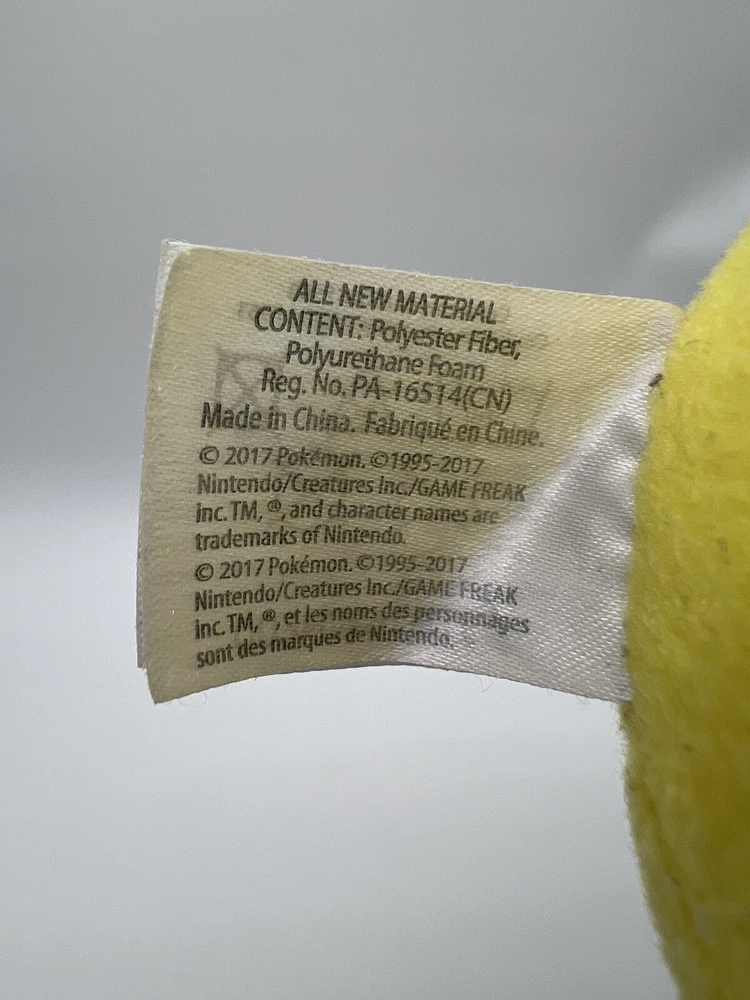 ALL NEW MATERIAL
CONTENT: Polyester Fiber,
Polyurethane Foam
Reg. No. PA-16514(CN)
Made in China. Fabriqué en Chine.
© 2017 Pokémon. ©1995-2017
Nintendo/Creatures Inc./GAME FREAK
inc. TM, ®, and character names are
trademarks of Nintendo.
© 2017 Pokémon. ©1995-2017
Nintendo/Creatures Inc./GAME FREAK
inc. TM, ®, et les noms des personnages
sont des marques de Nintendo.